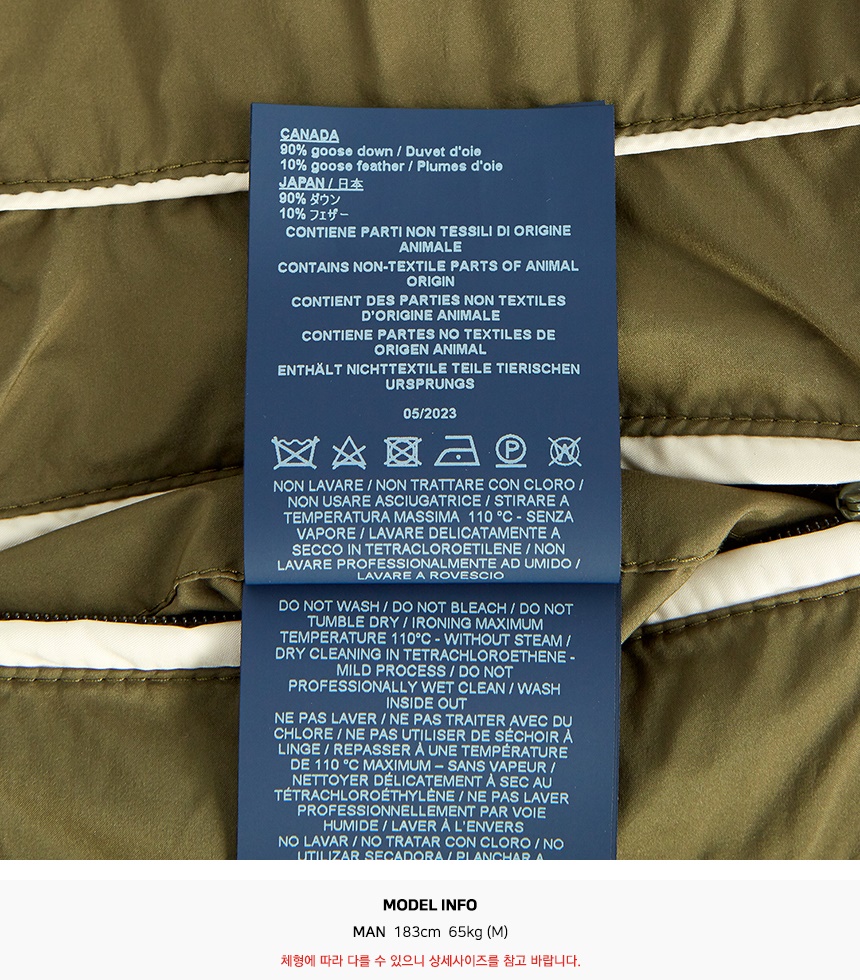 CANADA
90% goose down / Duvet d'oie
10% goose feather / Plumes d'oie
JAPAN / 日本
90% ダウン
10% フェザー
CONTIENE PARTI NON TESSILI DI ORIGINE
ANIMALE
CONTAINS NON-TEXTILE PARTS OF ANIMAL
ORIGIN
CONTIENT DES PARTIES NON TEXTILES
D'ORIGINE ANIMALE
CONTIENE PARTES NO TEXTILES DE
ORIGEN ANIMAL
ENTHÄLT NICHTTEXTILE TEILE TIERISCHEN
URSPRUNGS
05/2023
P W
NON LAVARE / NON TRATTARE CON CLORO /
NON USARE ASCIUGATRICE / STIRARE A
TEMPERATURA MASSIMA 110 °C - SENZA
VAPORE / LAVARE DELICATAMENTE A
SECCO IN TETRACLOROETILENE / NON
LAVARE PROFESSIONALMENTE AD UMIDO /
LAVARE A ROVESCIO
DO NOT WASH / DO NOT BLEACH / DO NOT
TUMBLE DRY / IRONING MAXIMUM
TEMPERATURE 110°C - WITHOUT STEAM /
DRY CLEANING IN TETRACHLOROETHENE -
MILD PROCESS / DO NOT
PROFESSIONALLY WET CLEAN / WASH
INSIDE OUT
NE PAS LAVER / NE PAS TRAITER AVEC DU
CHLORE / NE PAS UTILISER DE SÉCHOIR À
LINGE / REPASSER À UNE TEMPÉRATURE
DE 110 °C MAXIMUM – SANS VAPEUR /
NETTOYER DÉLICATEMENT À SEC AU
TÉTRACHLOROÉTHYLÈNE / NE PAS LAVER
PROFESSIONNELLEMENT PAR VOIE
HUMIDE / LAVER À L'ENVERS
NO LAVAR / NO TRATAR CON CLORO / NO
UTILIZAR SECADORA / PLANCHAR A
MODEL INFO
MAN 183cm 65kg (M)
체형에 따라 다를 수 있으니 상세사이즈를 참고 바랍니다.